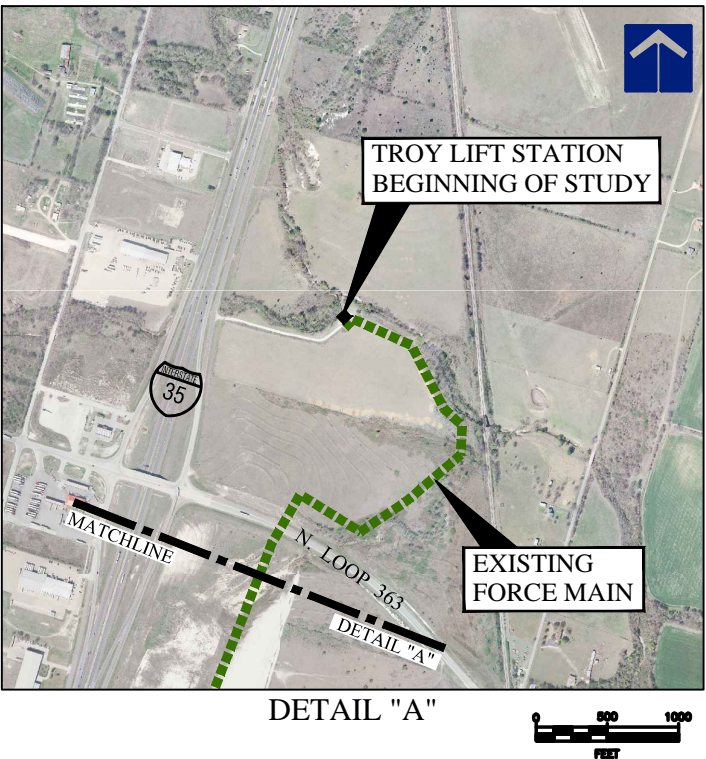 TROY LIFT STATION
BEGINNING OF STUDY
INTERSTATE
35
MATCHLINE
N. LOOP 363
DETAIL "A"
EXISTING
FORCE MAIN
DETAIL "A"
0 500 1000
FEET